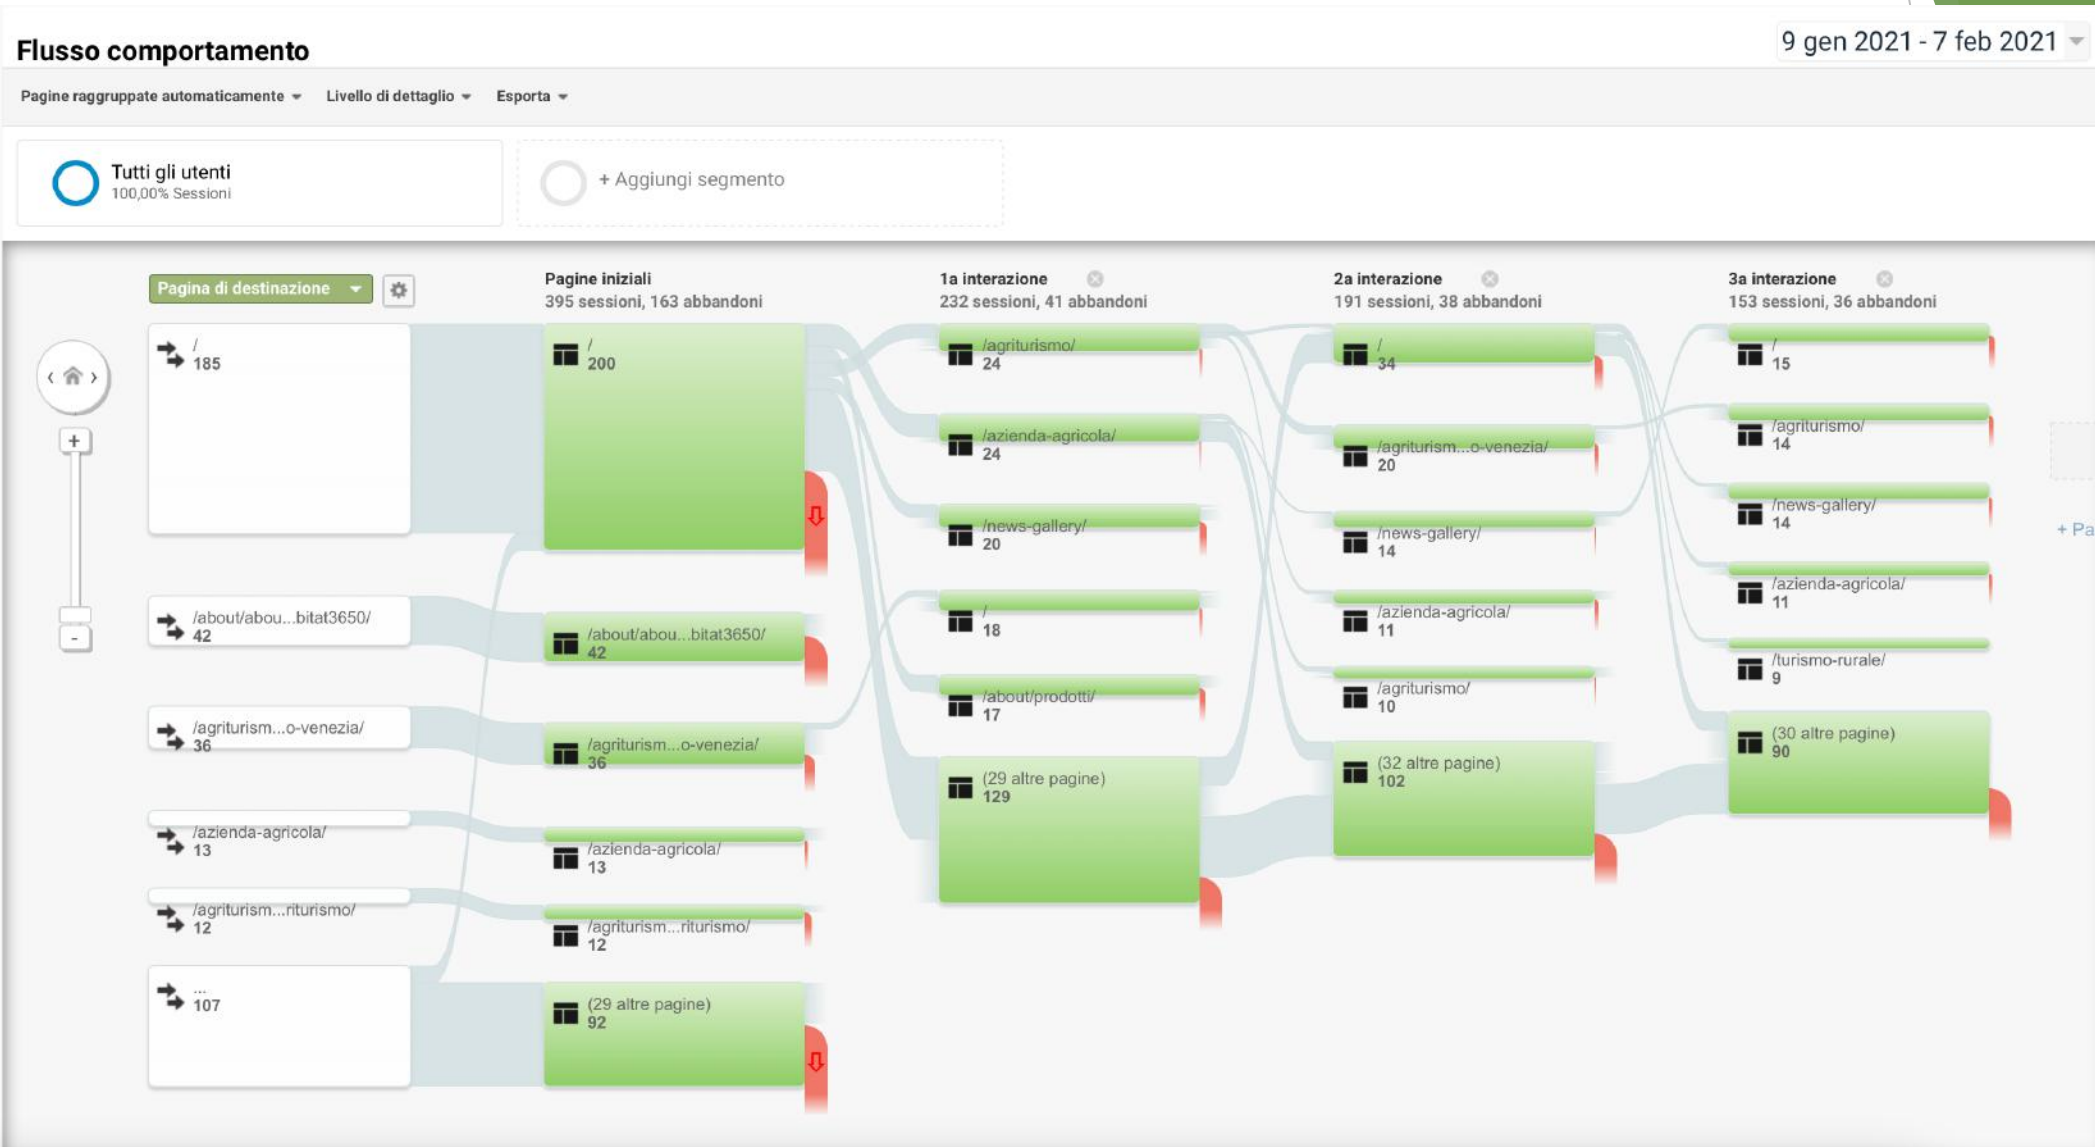 Flusso comportamento
9 gen 2021 - 7 feb 2021
Pagine raggruppate automaticamente
Livello di dettaglio
Esporta
Tutti gli utenti
100,00% Sessioni
+ Aggiungi segmento
Pagina di destinazione
/
185
/about/abou...bitat3650/
42
/agriturism...o-venezia/
36
/azienda-agricola/
13
/agriturism...riturismo/
12
...
107
Pagine iniziali
395 sessioni, 163 abbandoni
/
200
/about/abou...bitat3650/
42
/agriturism...o-venezia/
36
/azienda-agricola/
13
/agriturism...riturismo/
12
(29 altre pagine)
92
1a interazione
232 sessioni, 41 abbandoni
/agriturismo/
24
/azienda-agricola/
24
/news-gallery/
20
/
18
/about/prodotti/
17
(29 altre pagine)
129
2a interazione
191 sessioni, 38 abbandoni
/
34
/agriturism...o-venezia/
20
/news-gallery/
14
/azienda-agricola/
11
/agriturismo/
10
(32 altre pagine)
102
3a interazione
153 sessioni, 36 abbandoni
/
15
/agriturismo/
14
/news-gallery/
14
/azienda-agricola/
11
/turismo-rurale/
9
(30 altre pagine)
90
+ Pa